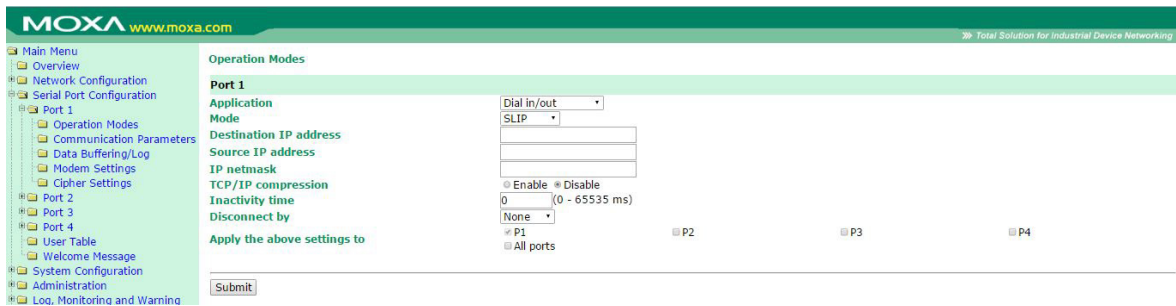 MOXA www.moxa.com
Total Solution for Industrial Device Networking
Main Menu
Overview
Network Configuration
Serial Port Configuration
Port 1
Operation Modes
Communication Parameters
Data Buffering/Log
Modem Settings
Cipher Settings
Port 2
Port 3
Port 4
User Table
Welcome Message
System Configuration
Administration
Log, Monitoring and Warning
Operation Modes
Port 1
Application Dial in/out
Mode SLIP
Destination IP address
Source IP address
IP netmask
TCP/IP compression Enable Disable
Inactivity time 0 (0 - 65535 ms)
Disconnect by None
Apply the above settings to P1 P2 P3 P4
All ports
Submit